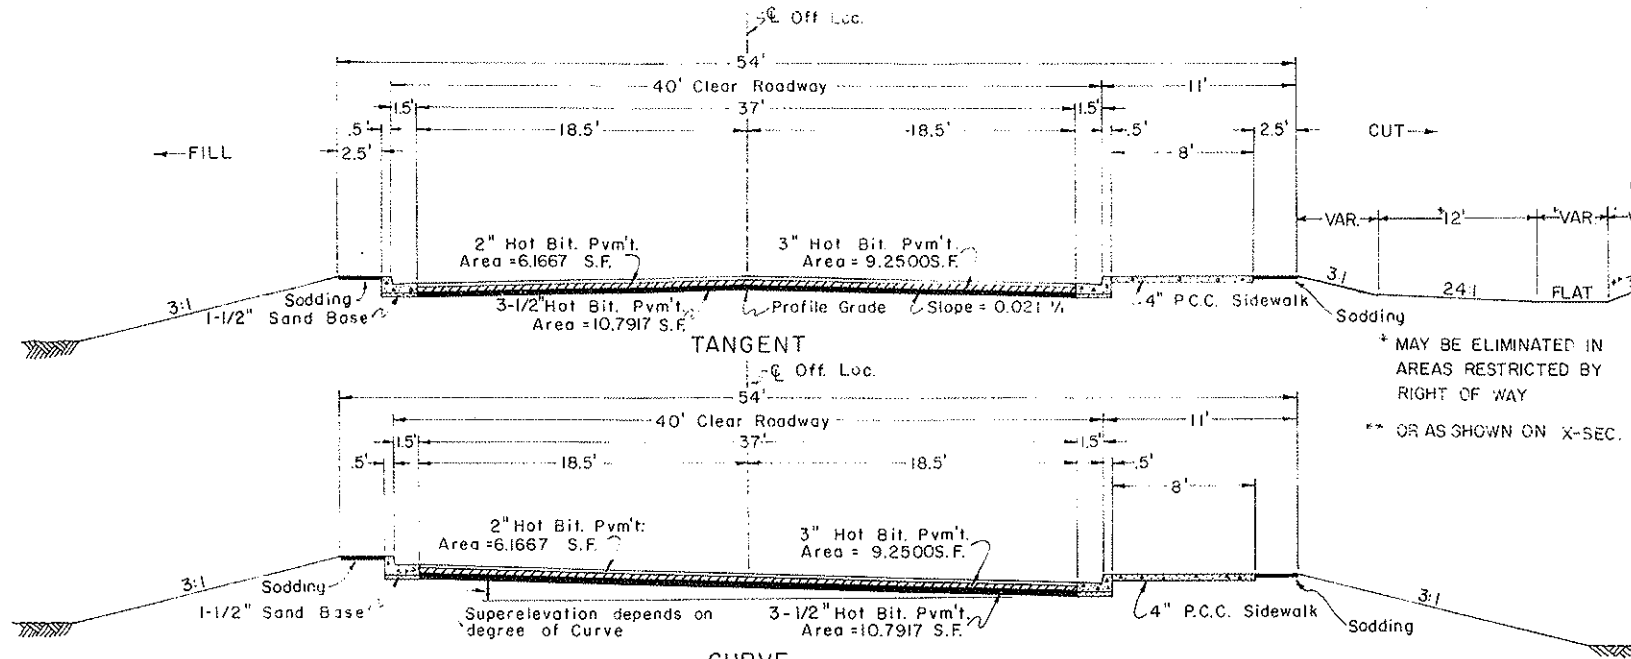 ℄ Off Loc.
54'
40' Clear Roadway
11'
1.5'
37'
1.5'
.5'
18.5'
18.5'
.5'
2.5'
CUT
FILL
2.5'
8'
VAR.
*12'
*VAR.
2" Hot Bit. Pvm't.
Area = 6.1667 S.F.
3" Hot Bit. Pvm't.
Area = 9.2500 S.F.
3:1
Sodding
1-1/2" Sand Base
3-1/2" Hot Bit. Pvm't.
Area = 10.7917 S.F.
Profile Grade
Slope = 0.021 1/1
4" P.C.C. Sidewalk
3:1
24:1
FLAT
Sodding
TANGENT
* MAY BE ELIMINATED IN
AREAS RESTRICTED BY
RIGHT OF WAY
** OR AS SHOWN ON X-SEC.
℄ Off. Loc.
54'
40' Clear Roadway
11'
1.5'
37'
1.5'
.5'
18.5'
18.5'
.5'
8'
2" Hot Bit. Pvm't.
Area = 6.1667 S.F.
3" Hot Bit. Pvm't.
Area = 9.2500 S.F.
3:1
Sodding
1-1/2" Sand Base
Superelevation depends on
degree of Curve
3-1/2" Hot Bit. Pvm't.
Area = 10.7917 S.F.
4" P.C.C. Sidewalk
3:1
Sodding
CURVE